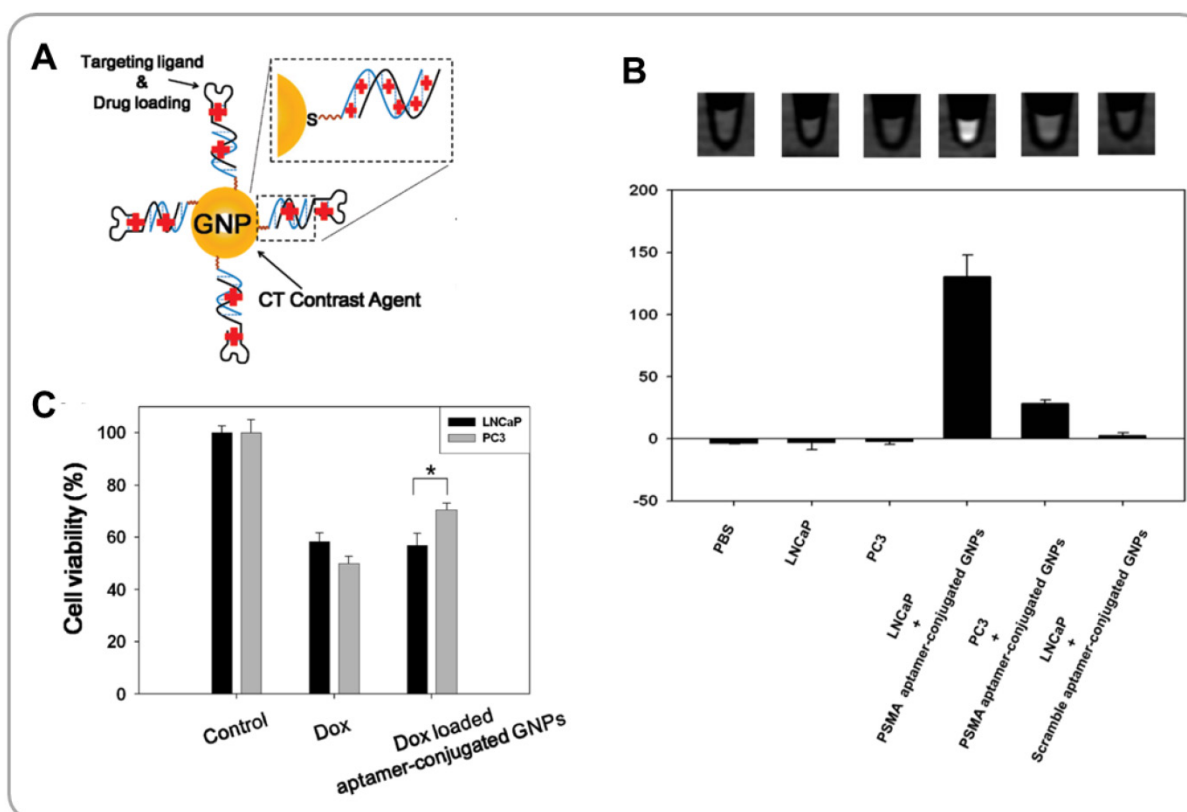 A
Targeting ligand
&
Drug loading
S
GNP
CT Contrast Agent
B
200
150
100
50
0
-50
PBS
LNCaP
PC3
LNCaP
+
PSMA aptamer-conjugated GNPs
PC3
+
PSMA aptamer-conjugated GNPs
LNCaP
+
Scramble aptamer-conjugated GNPs
C
Cell viability (%)
100
80
60
40
20
0
LNCaP
PC3
*
Control
Dox
Dox loaded
aptamer-conjugated GNPs